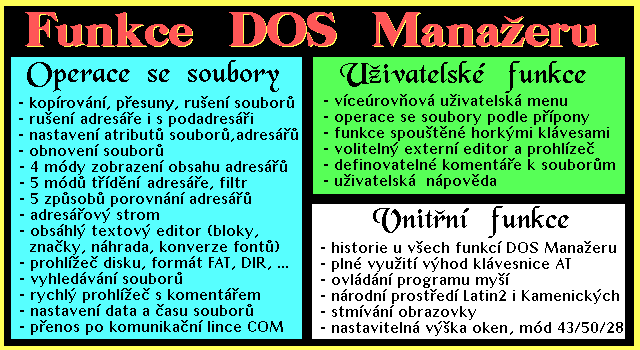 Funkce DOS Manažeru
Operace se soubory
- kopírování, přesuny, rušení souborů
- rušení adresáře i s podadresáři
- nastavení atributů souborů,adresářů
- obnovení souborů
- 4 módy zobrazení obsahu adresářů
- 5 módů třídění adresáře, filtr
- 5 způsobů porovnání adresářů
- adresářový strom
- obsáhlý textový editor (bloky,
značky, náhrada, konverze fontů)
- prohlížeč disku, formát FAT, DIR, ...
- vyhledávání souborů
- rychlý prohlížeč s komentářem
- nastavení data a času souborů
- přenos po komunikační lince COM
Uživatelské funkce
- víceúrovňová uživatelská menu
- operace se soubory podle přípony
- funkce spouštěné horkými klávesami
- volitelný externí editor a prohlížeč
- definovatelné komentáře k souborům
- uživatelská nápověda
Vnitřní funkce
- historie u všech funkcí DOS Manažeru
- plné využití výhod klávesnice AT
- ovládání programu myší
- národní prostředí Latin2 i Kamenických
- stmívání obrazovky
- nastavitelná výška oken, mód 43/50/28